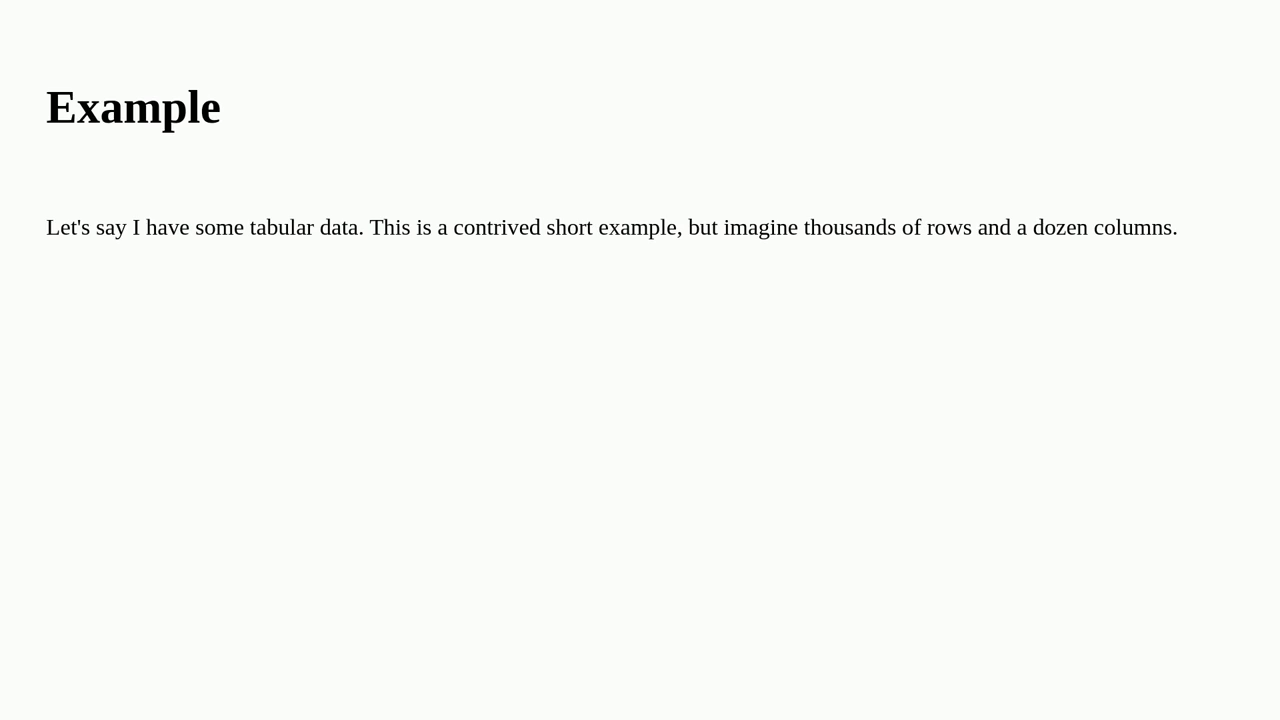 Example
Let's say I have some tabular data. This is a contrived short example, but imagine thousands of rows and a dozen columns.